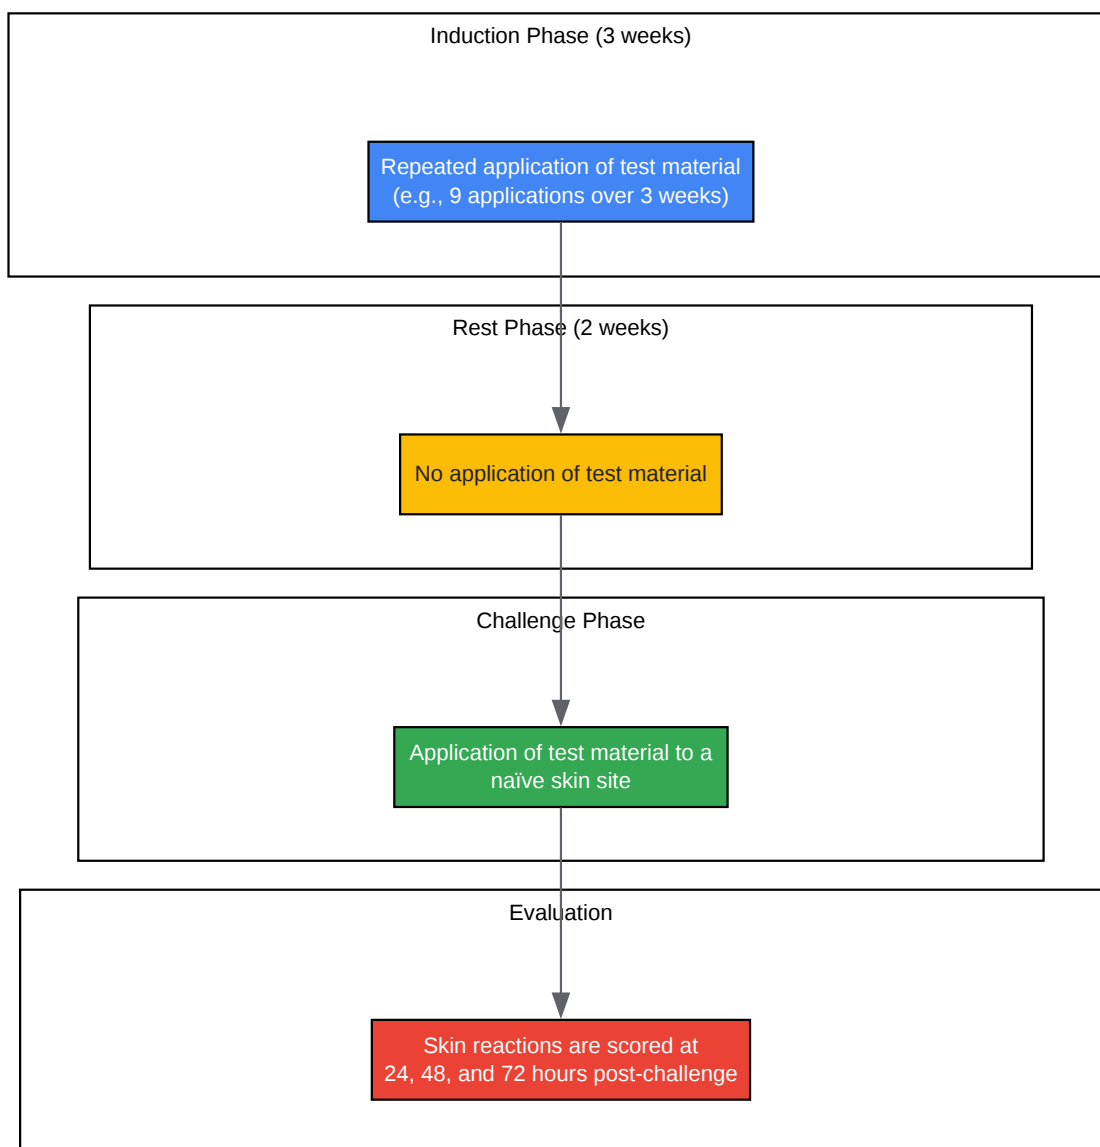 Induction Phase (3 weeks)
Repeated application of test material
(e.g., 9 applications over 3 weeks)
Rest Phase (2 weeks)
No application of test material
Challenge Phase
Application of test material to a
naïve skin site
Evaluation
Skin reactions are scored at
24, 48, and 72 hours post-challenge